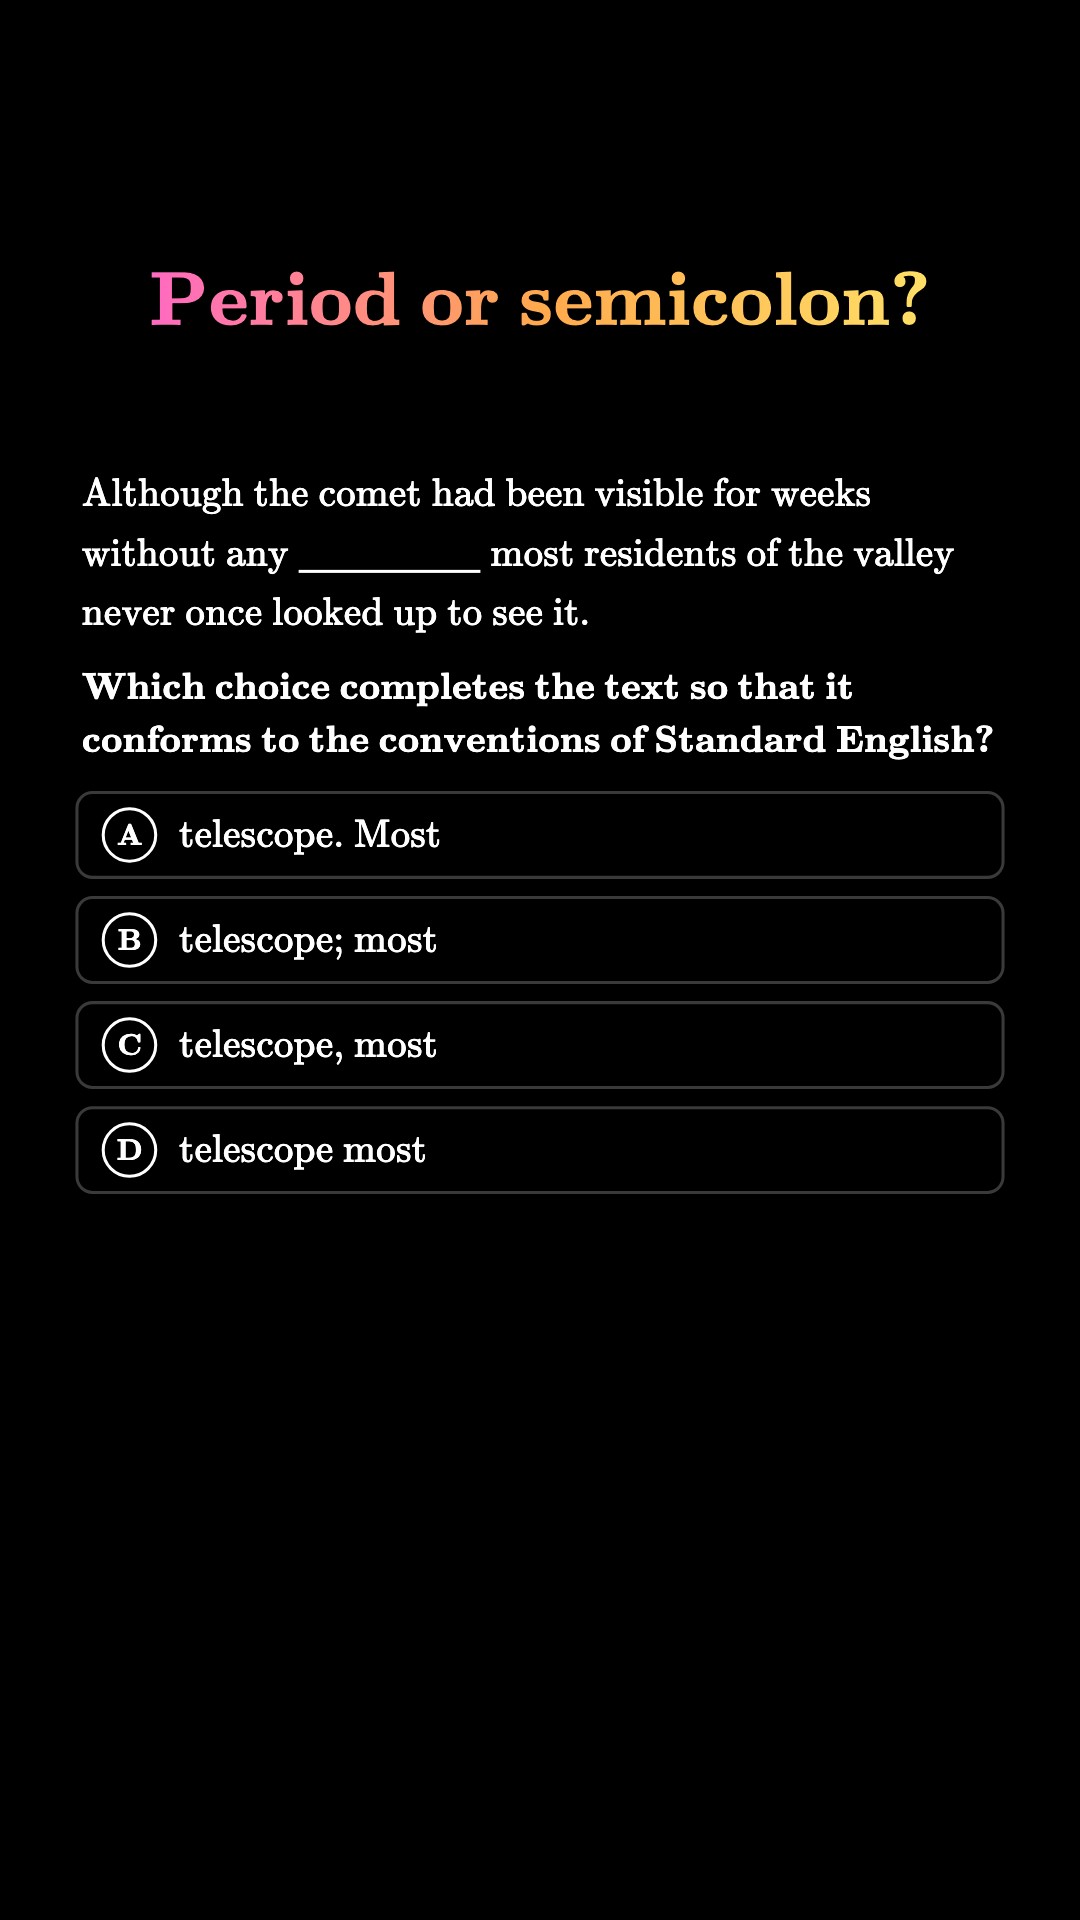 Period or semicolon?
Although the comet had been visible for weeks
without any __________ most residents of the valley
never once looked up to see it.
Which choice completes the text so that it
conforms to the conventions of Standard English?
A telescope. Most
B telescope; most
C telescope, most
D telescope most